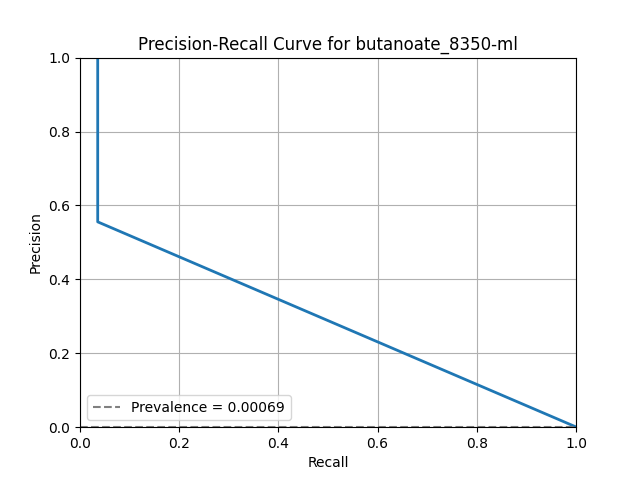 Precision-Recall Curve for butanoate_8350-ml
1.0
0.8
0.6
0.4
0.2
0.0
Precision
Prevalence = 0.00069
0.0 0.2 0.4 0.6 0.8 1.0
Recall